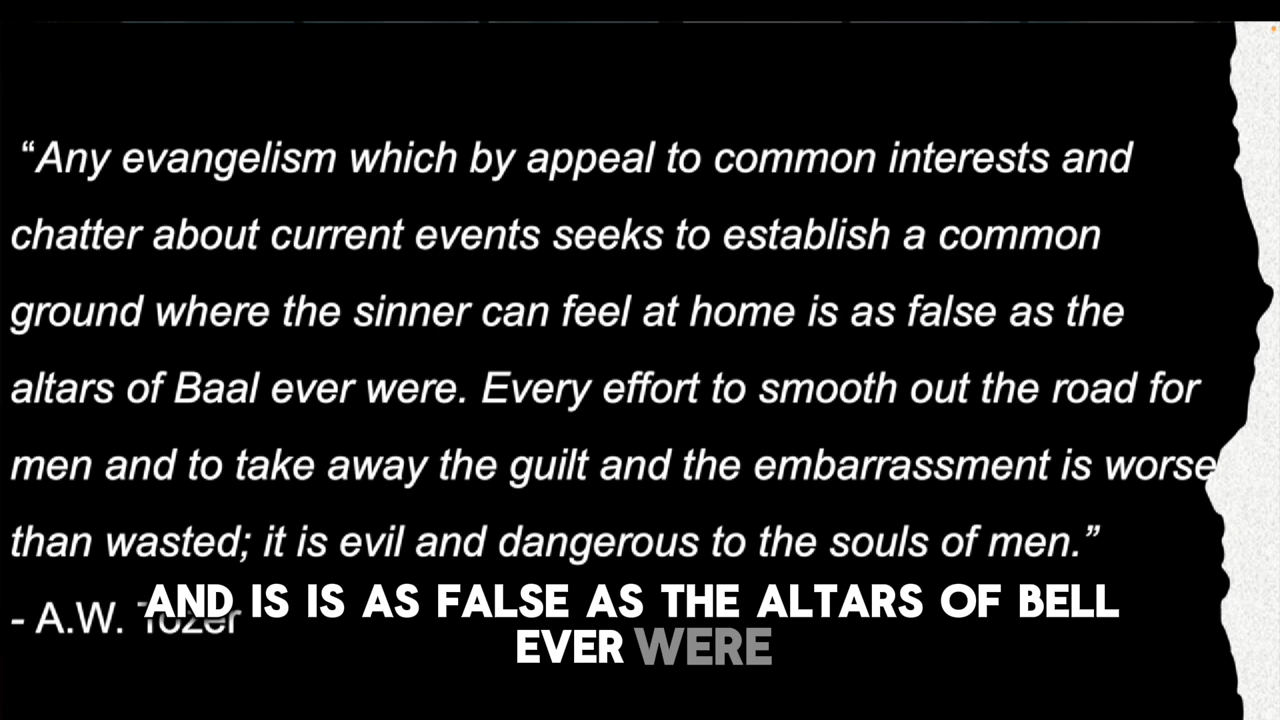 “Any evangelism which by appeal to common interests and
chatter about current events seeks to establish a common
ground where the sinner can feel at home is as false as the
altars of Baal ever were. Every effort to smooth out the road for
men and to take away the guilt and the embarrassment is worse
than wasted; it is evil and dangerous to the souls of men.”
- A.W. Tozer
AND IS IS AS FALSE AS THE ALTARS OF BELL
EVER WERE